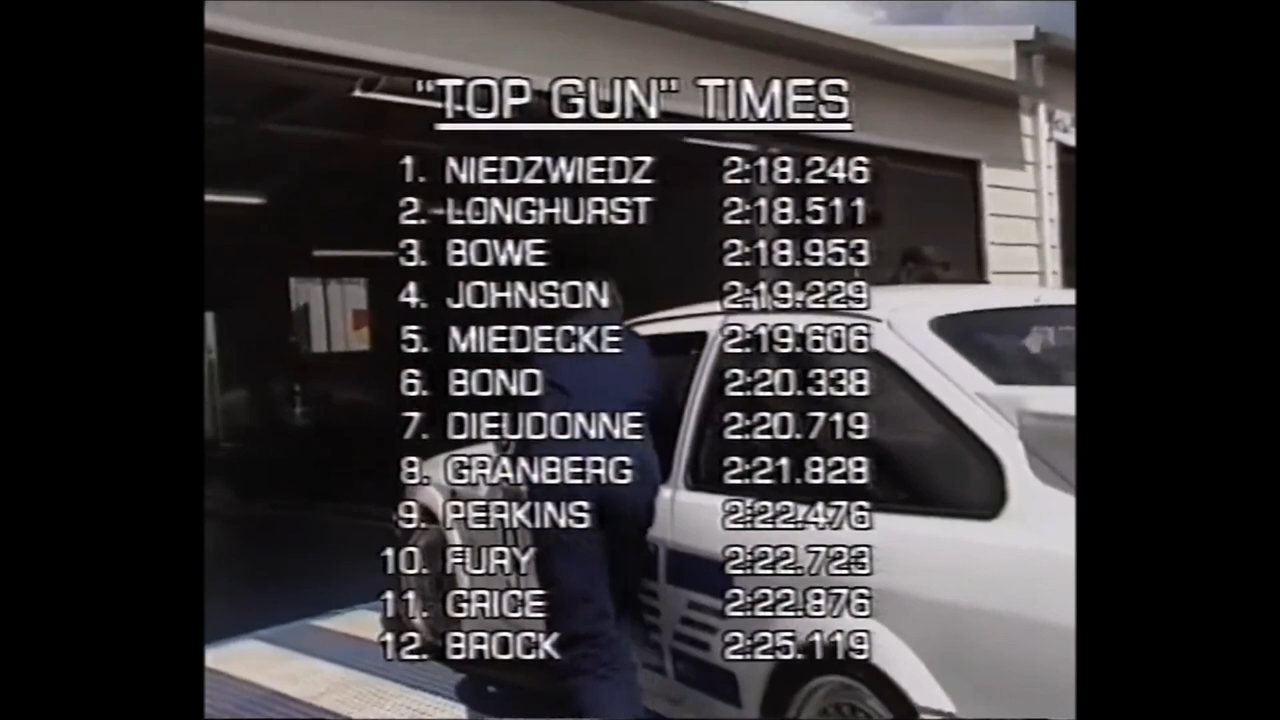 "TOP GUN" TIMES
1. NIEDZWIEDZ 2:18.246
2. LONGHURST 2:18.511
3. BOWE 2:18.953
4. JOHNSON 2:19.229
5. MIEDECKE 2:19.606
6. BOND 2:20.338
7. DIEUDONNE 2:20.719
8. GRANBERG 2:21.828
9. PERKINS 2:22.476
10. FURY 2:22.723
11. GRICE 2:22.876
12. BROCK 2:25.119